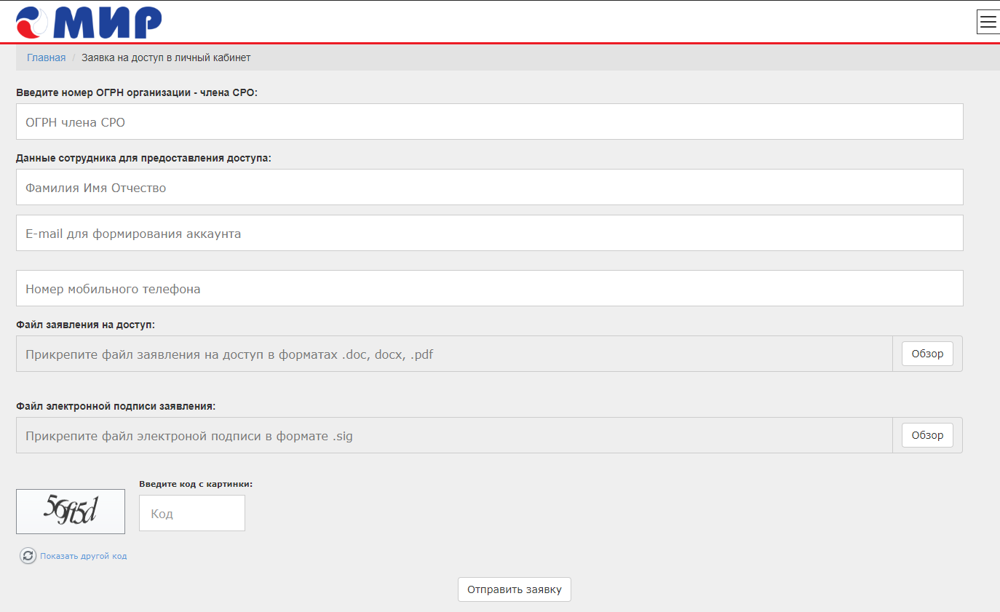 МИР
Главная / Заявка на доступ в личный кабинет
Введите номер ОГРН организации - члена СРО:
ОГРН члена СРО
Данные сотрудника для предоставления доступа:
Фамилия Имя Отчество
E-mail для формирования аккаунта
Номер мобильного телефона
Файл заявления на доступ:
Прикрепите файл заявления на доступ в форматах .doc, docx, .pdf
Обзор
Файл электронной подписи заявления:
Прикрепите файл электроной подписи в формате .sig
Обзор
Введите код с картинки:
56ft5d
Код
Показать другой код
Отправить заявку